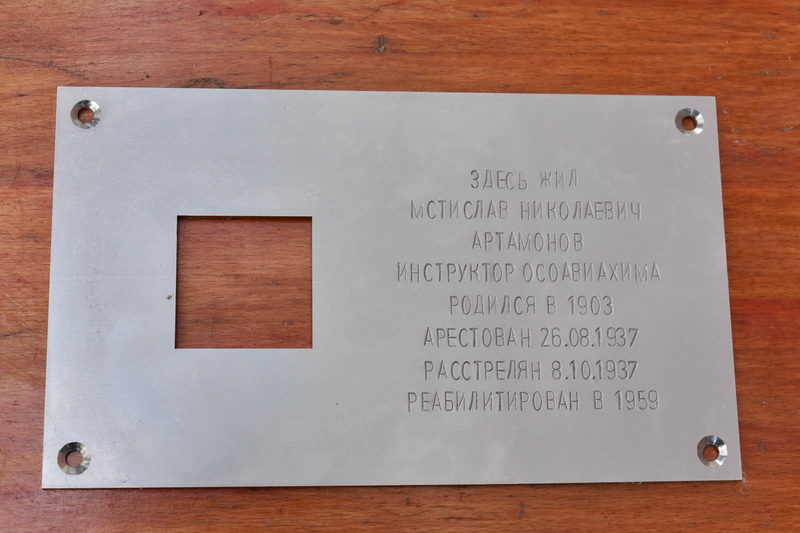 ЗДЕСЬ ЖИЛ
МСТИСЛАВ НИКОЛАЕВИЧ
АРТАМОНОВ
ИНСТРУКТОР ОСОАВИАХИМА
РОДИЛСЯ В 1903
АРЕСТОВАН 26.08.1937
РАССТРЕЛЯН 8.10.1937
РЕАБИЛИТИРОВАН В 1959